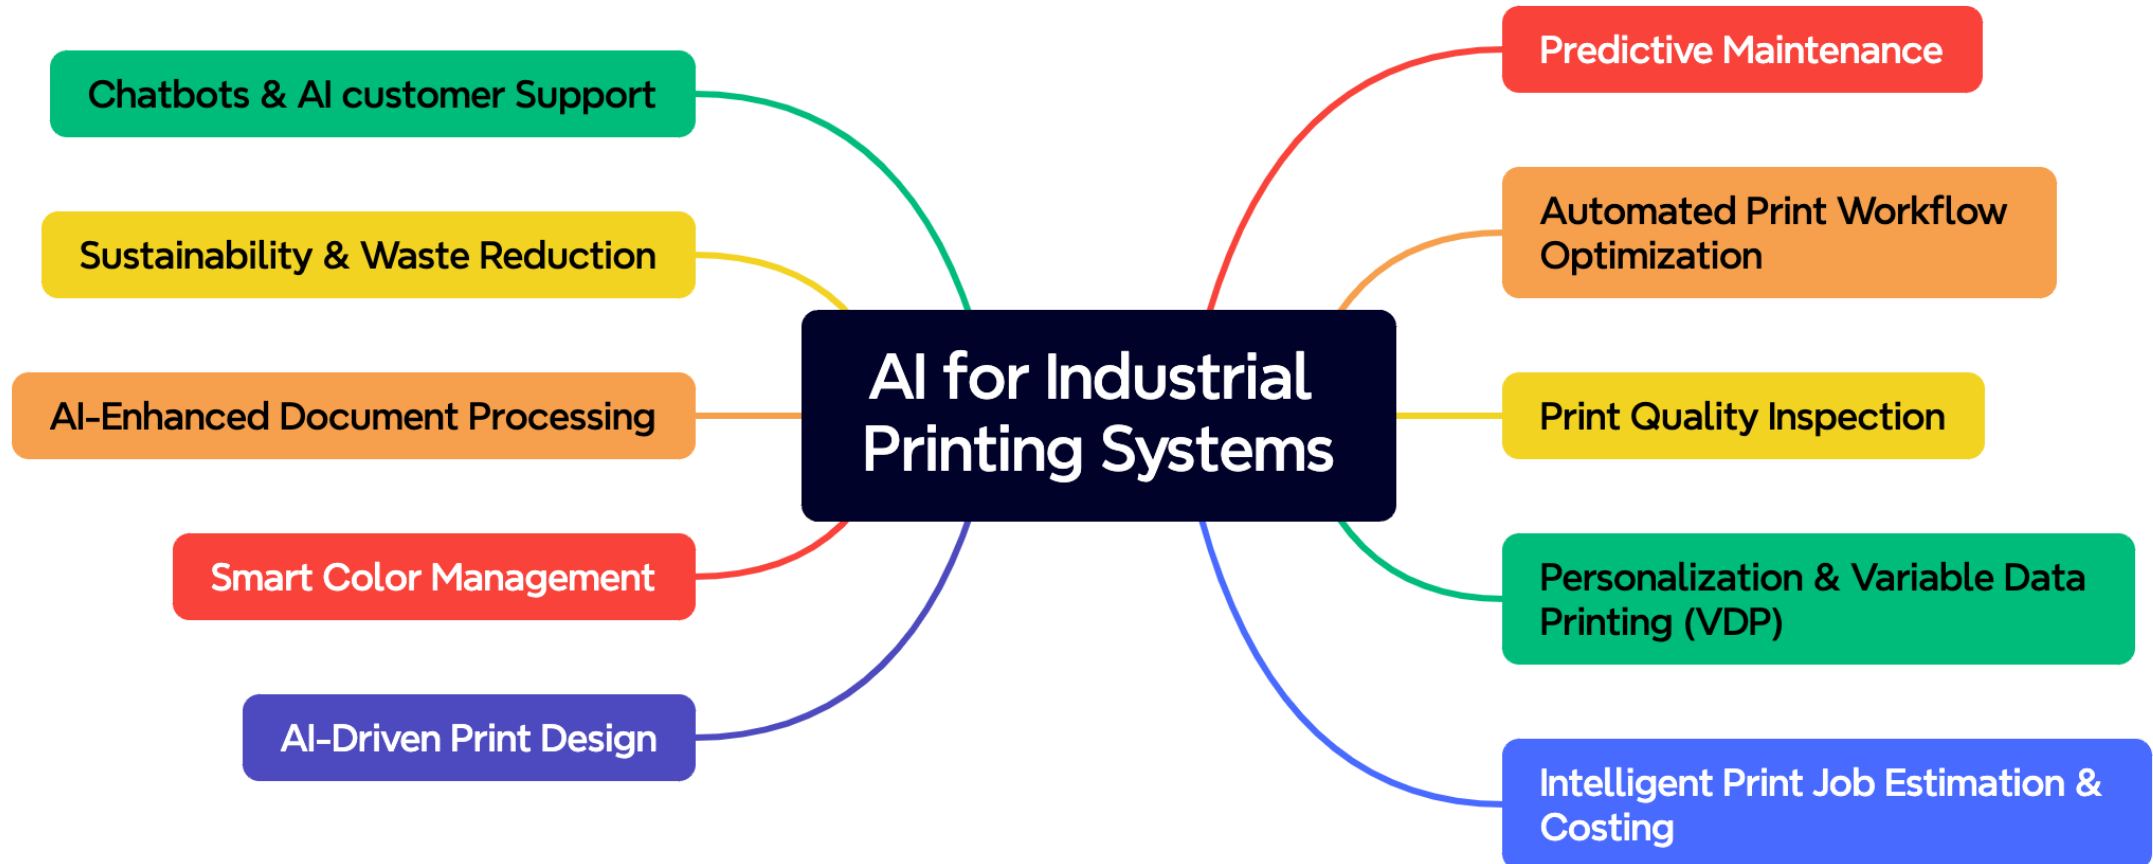 Chatbots & AI customer Support
Sustainability & Waste Reduction
AI-Enhanced Document Processing
Smart Color Management
AI-Driven Print Design
AI for Industrial
Printing Systems
Predictive Maintenance
Automated Print Workflow
Optimization
Print Quality Inspection
Personalization & Variable Data
Printing (VDP)
Intelligent Print Job Estimation &
Costing